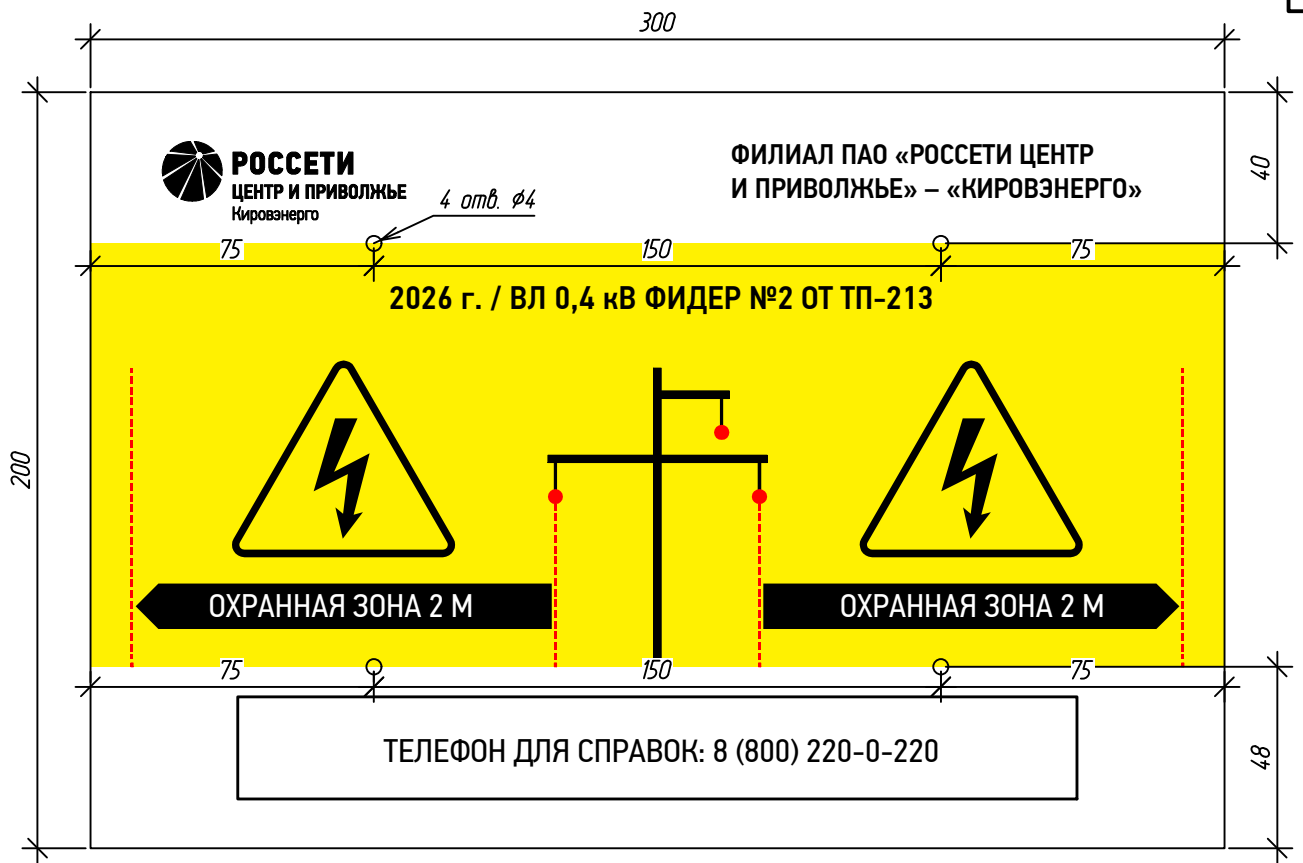 300
РОССЕТИ
ЦЕНТР И ПРИВОЛЖЬЕ
Кировэнерго
ФИЛИАЛ ПАО «РОССЕТИ ЦЕНТР
И ПРИВОЛЖЬЕ» – «КИРОВЭНЕРГО»
40
4 отв. ϕ4
75
150
75
2026 г. / ВЛ 0,4 кВ ФИДЕР №2 ОТ ТП-213
200
ОХРАННАЯ ЗОНА 2 М
ОХРАННАЯ ЗОНА 2 М
75
150
75
ТЕЛЕФОН ДЛЯ СПРАВОК: 8 (800) 220-0-220
48